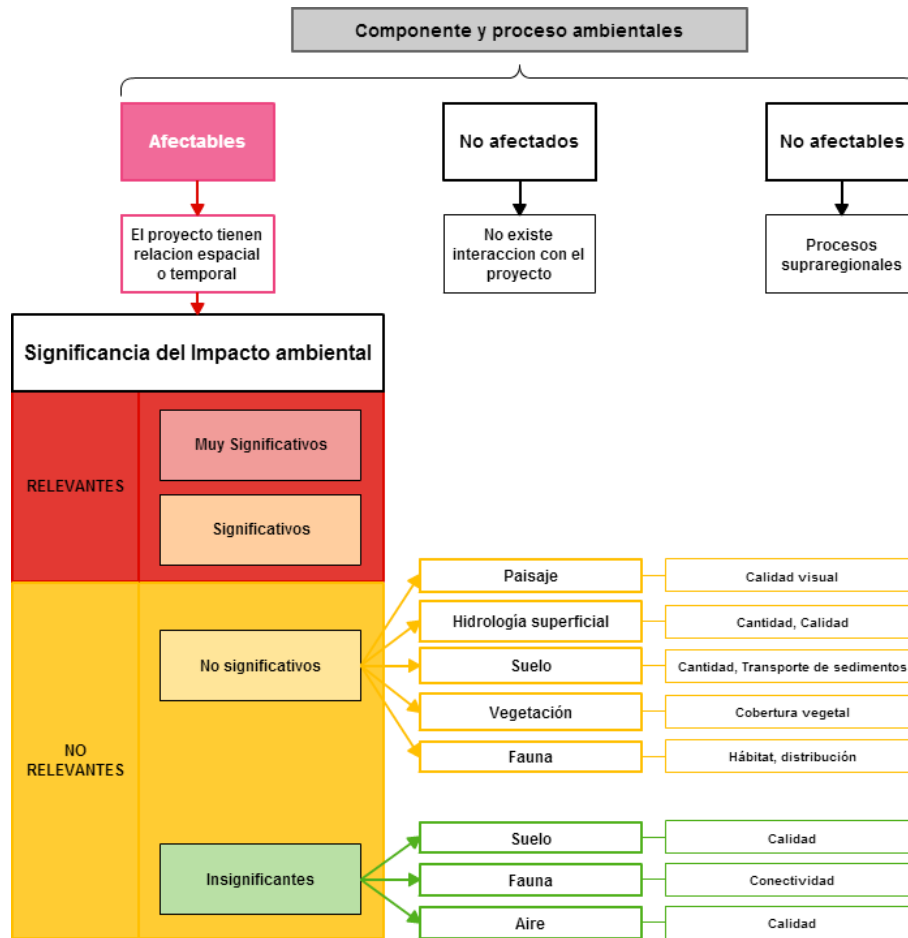 Componente y proceso ambientales
Afectables
No afectados
No afectables
El proyecto tienen
relacion espacial
o temporal
No existe
interaccion con el
proyecto
Procesos
supraregionales
Significancia del Impacto ambiental
RELEVANTES
Muy Significativos
Significativos
NO
RELEVANTES
No significativos
Paisaje
Calidad visual
Hidrología superficial
Cantidad, Calidad
Suelo
Cantidad, Transporte de sedimentos
Vegetación
Cobertura vegetal
Fauna
Hábitat, distribución
Insignificantes
Suelo
Calidad
Fauna
Conectividad
Aire
Calidad